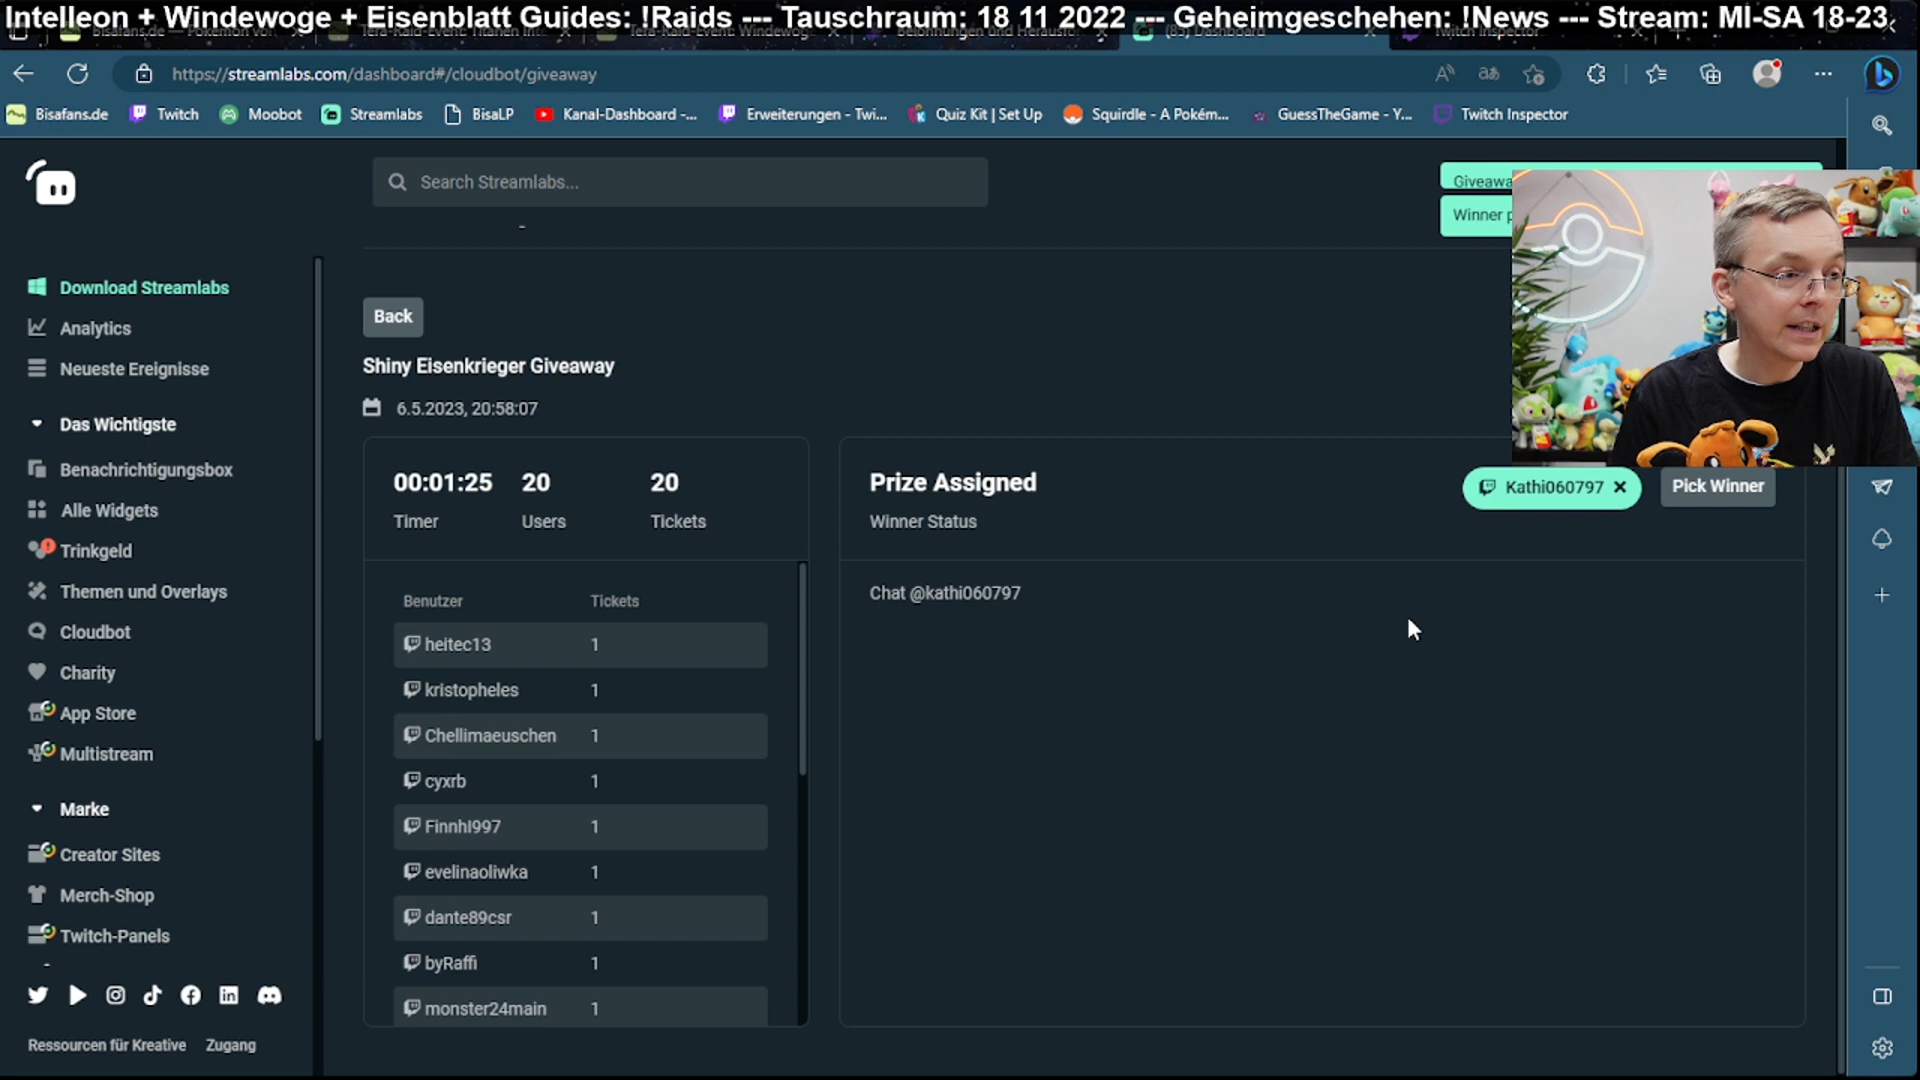 Intelleon + Windewoge + Eisenblatt Guides: !Raids --- Tauschraum: 18 11 2022 --- Geheimgeschehen: !News --- Stream: MI-SA 18-23
https://streamlabs.com/dashboard#/cloudbot/giveaway
Bisafans.de Twitch Moobot Streamlabs BisaLP Kanal-Dashboard -... Erweiterungen - Twi... Quiz Kit | Set Up Squirdle - A Pokém... GuessTheGame - Y... Twitch Inspector
Search Streamlabs...
Winner
Download Streamlabs
Analytics
Neueste Ereignisse
Das Wichtigste
Benachrichtigungsbox
Alle Widgets
Trinkgeld
Themen und Overlays
Cloudbot
Charity
App Store
Multistream
Marke
Creator Sites
Merch-Shop
Twitch-Panels
Ressourcen für Kreative Zugang
Back
Shiny Eisenkrieger Giveaway
6.5.2023, 20:58:07
00:01:25 20 20
Timer Users Tickets
Benutzer Tickets
heitec13 1
kristopheles 1
Chellimaeuschen 1
cyxrb 1
Finnhl997 1
evelinaoliwka 1
dante89csr 1
byRaffi 1
monster24main 1
Prize Assigned
Winner Status
Kathi060797
Pick Winner
Chat @kathi060797